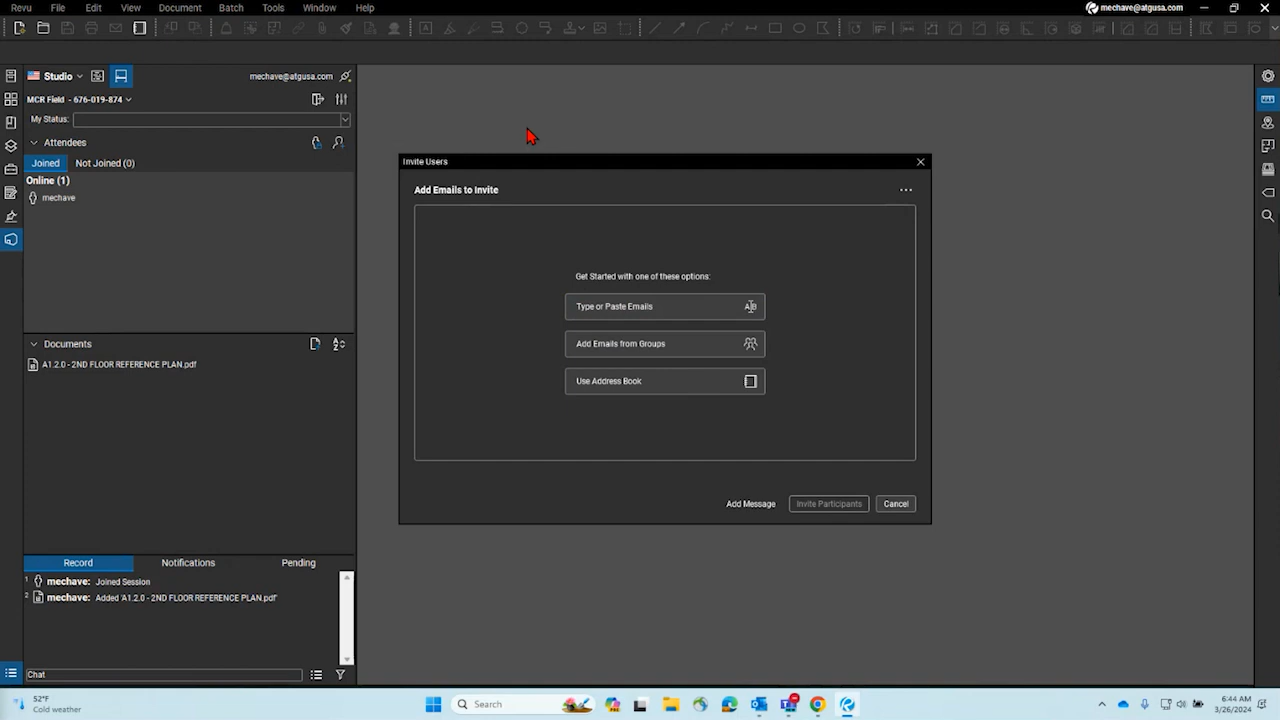 Revu File Edit View Document Batch Tools Window Help mechave@atgusa.com
Studio mechave@atgusa.com
MCR Field - 676-019-874
My Status:
Attendees
Joined Not Joined (0)
Online (1)
mechave
Invite Users
Add Emails to Invite
Get Started with one of these options:
Type or Paste Emails
Add Emails from Groups
Use Address Book
Add Message Invite Participants Cancel
Documents
A1.2.0 - 2ND FLOOR REFERENCE PLAN.pdf
Record Notifications Pending
1 mechave: Joined Session
2 mechave: Added 'A1.2.0 - 2ND FLOOR REFERENCE PLAN.pdf'
Chat
52°F
Cold weather
Search
6:44 AM
3/26/2024